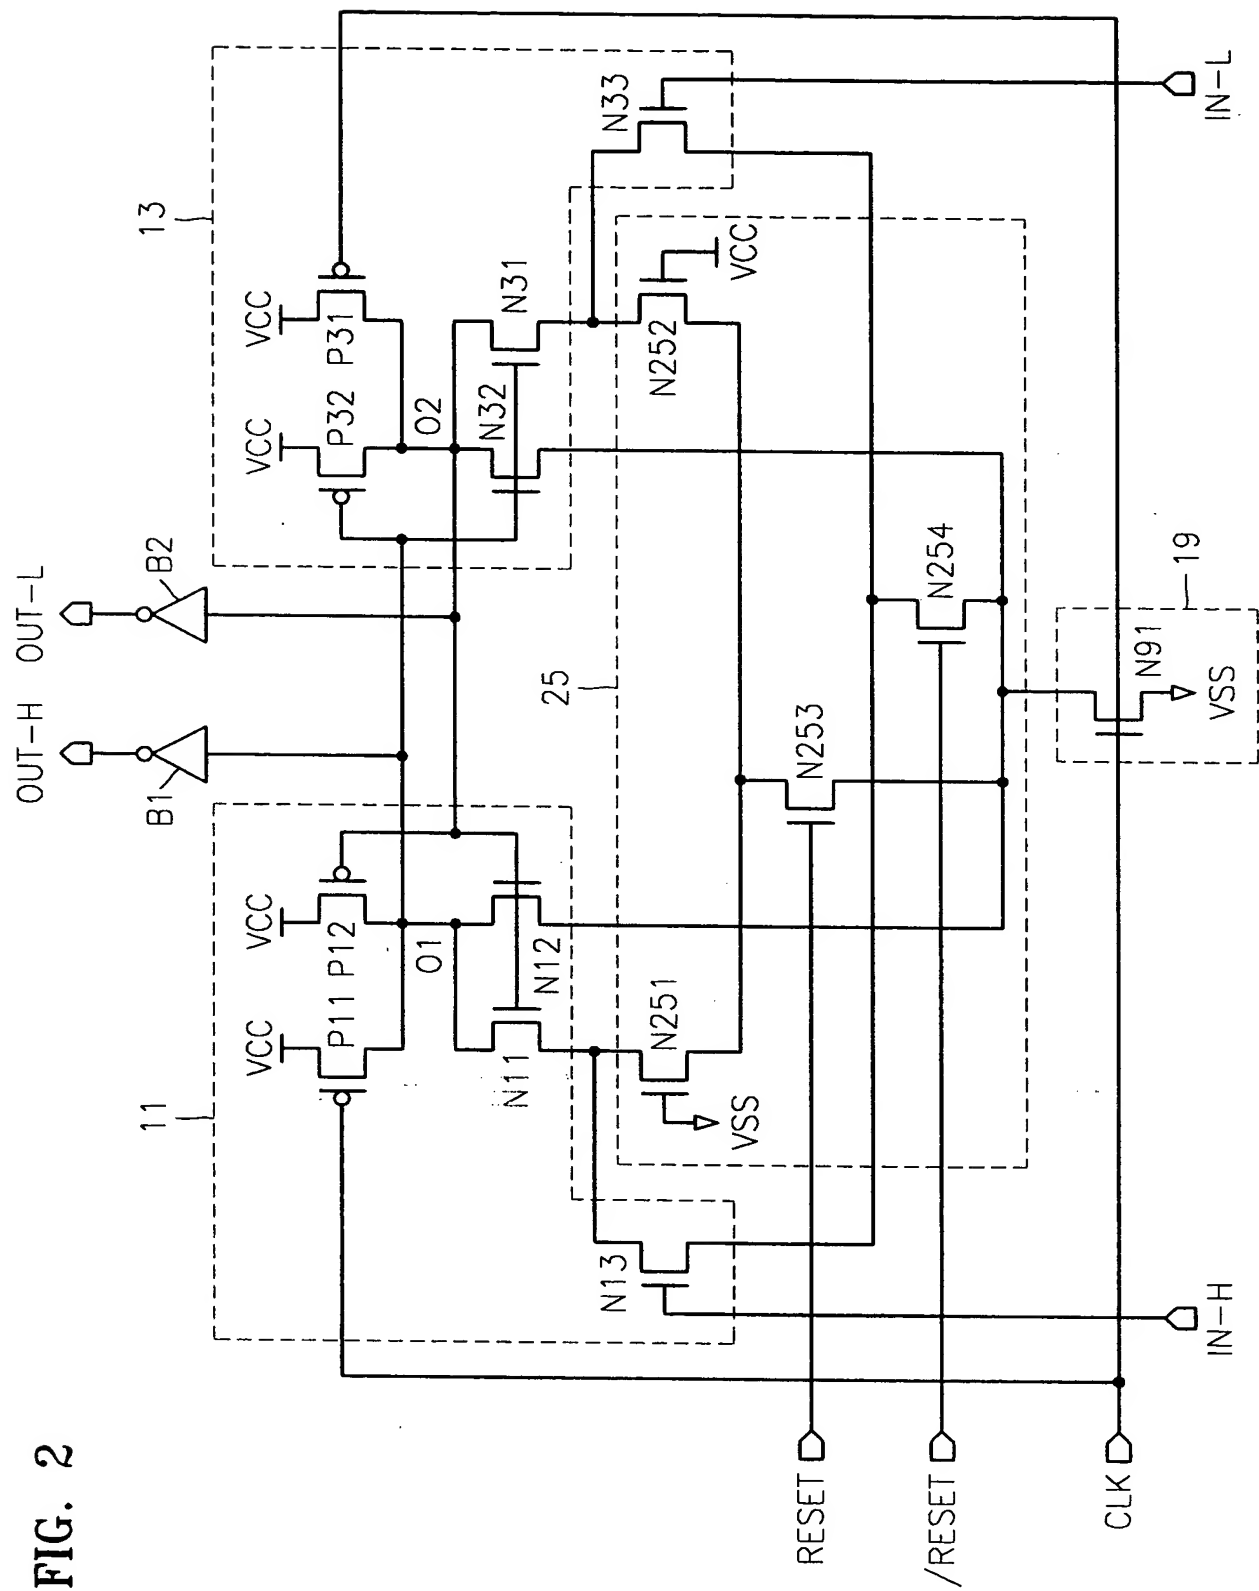 FIG. 2
OUT-H
OUT-L
B1
B2
11
13
VCC
VCC
VCC
VCC
P11
P12
P32
P31
O1
O2
N11
N12
N32
N31
25
N13
N251
N252
N33
VSS
VCC
N253
N254
RESET
/RESET
CLK
19
N91
VSS
IN-H
IN-L